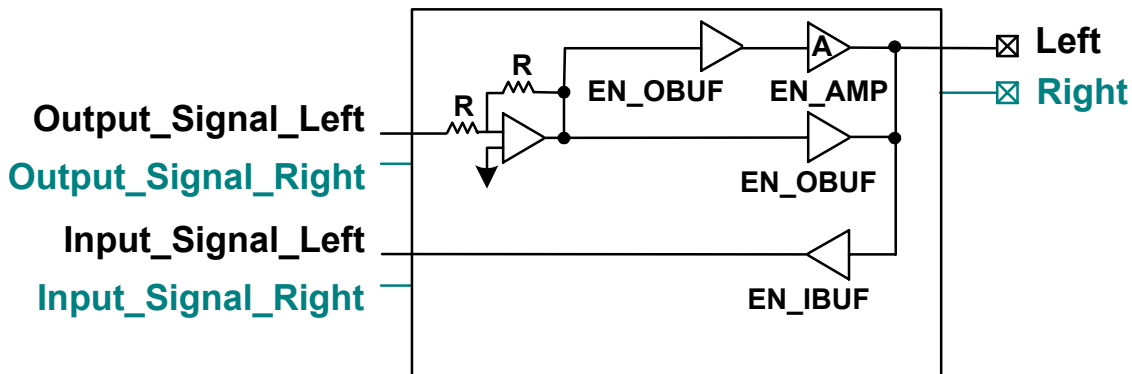 Left
R
A
EN_OBUF
EN_AMP
Right
R
Output_Signal_Left
Output_Signal_Right
EN_OBUF
Input_Signal_Left
Input_Signal_Right
EN_IBUF